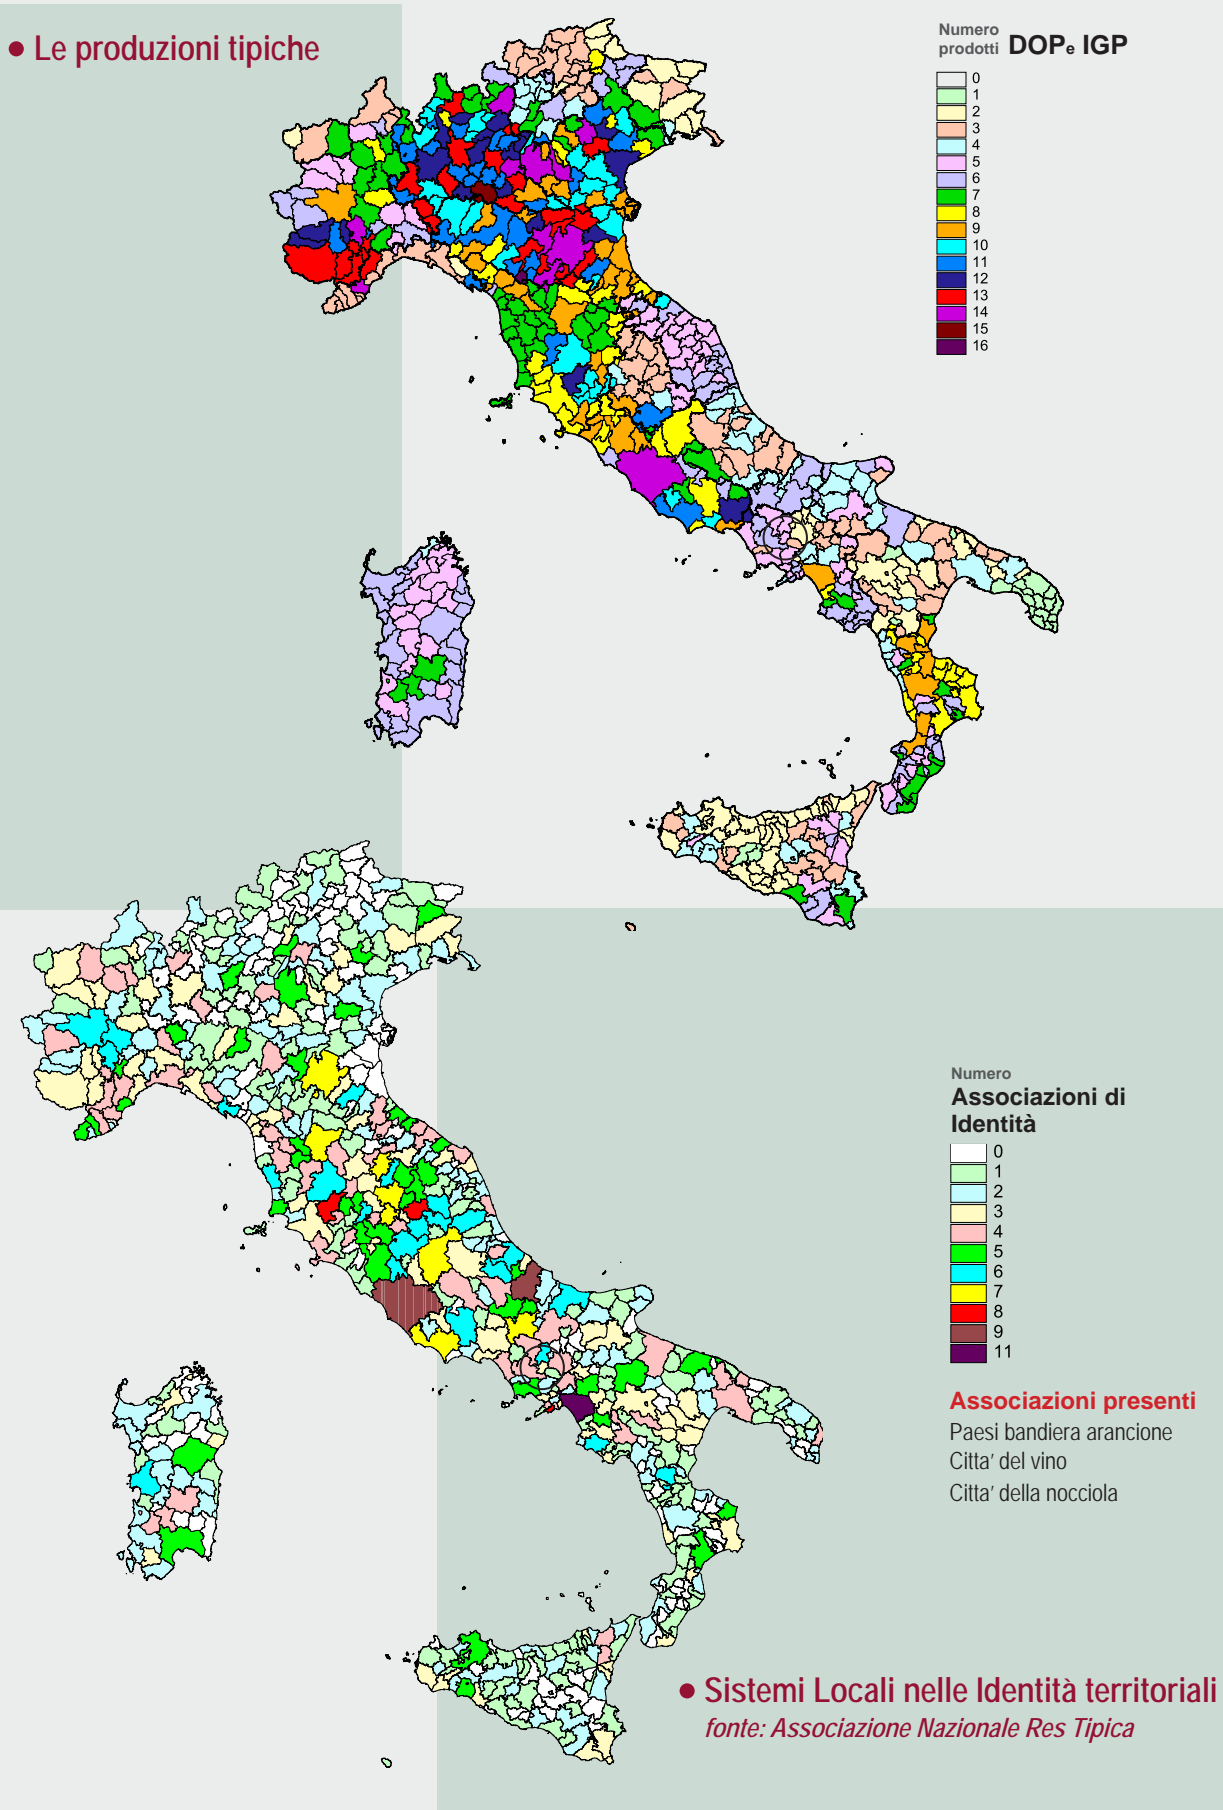 • Le produzioni tipiche
Numero
prodotti DOPe IGP
0
1
2
3
4
5
6
7
8
9
10
11
12
13
14
15
16
Numero
Associazioni di
Identità
0
1
2
3
4
5
6
7
8
9
11
Associazioni presenti
Paesi bandiera arancione
Citta' del vino
Citta' della nocciola
• Sistemi Locali nelle Identità territoriali
fonte: Associazione Nazionale Res Tipica